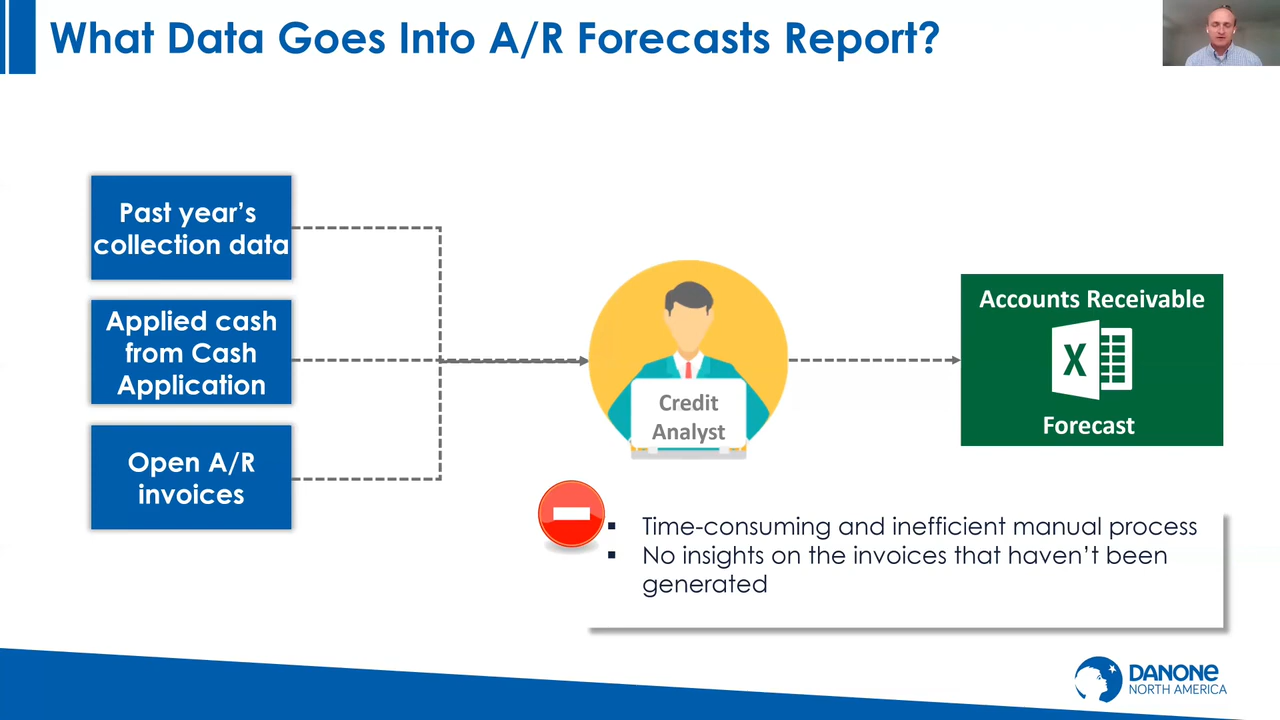 What Data Goes Into A/R Forecasts Report?
Past year’s
collection data
Applied cash
from Cash
Application
Open A/R
invoices
Credit
Analyst
Accounts Receivable
X
Forecast
▪ Time-consuming and inefficient manual process
▪ No insights on the invoices that haven’t been
generated
DANONE
NORTH AMERICA